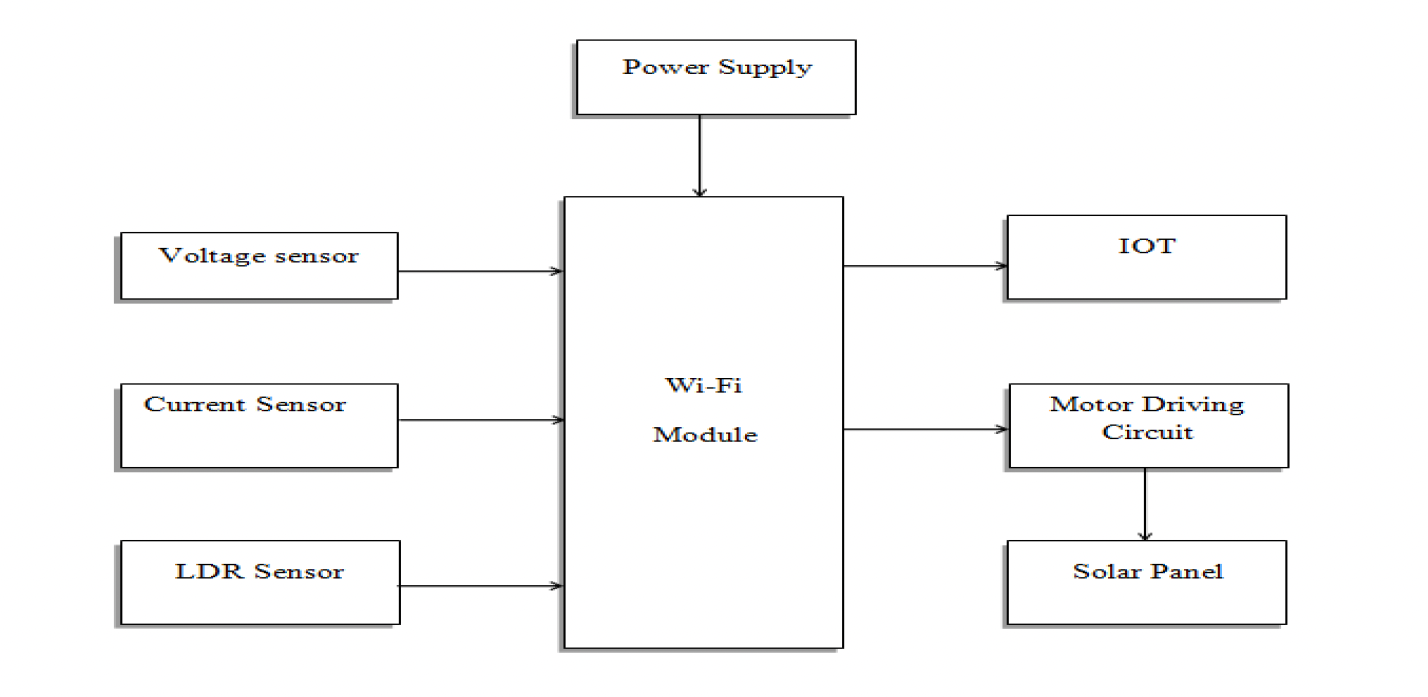 Power Supply
Voltage sensor
IOT
Wi-Fi
Module
Current Sensor
Motor Driving
Circuit
LDR Sensor
Solar Panel